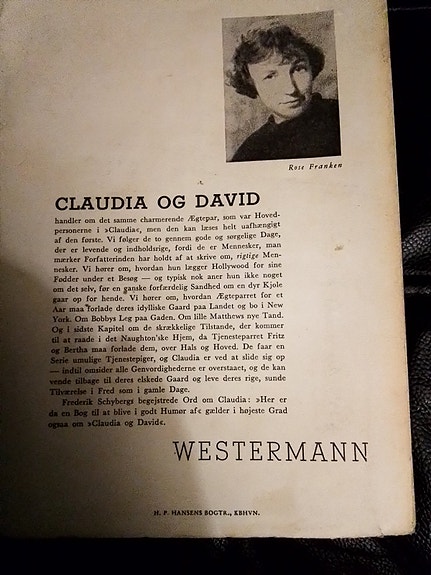 Rose Franken
CLAUDIA OG DAVID
handler om det samme charmerende Ægtepar, som var Hoved-
personerne i »Claudia«, men den kan læses helt uafhængigt
af den første. Vi følger de to gennem gode og sørgelige Dage,
der er levende og indholdsrige, fordi de er Mennesker, man
mærker Forfatterinden har holdt af at skrive om, rigtige Men-
nesker. Vi hører om, hvordan hun lægger Hollywood for sine
Fødder under et Besøg — og typisk nok aner hun ikke noget
om det selv, før en ganske forfærdelig Sandhed om en dyr Kjole
gaar op for hende. Vi hører om, hvordan Ægteparret for et
Aar maa forlade deres idylliske Gaard paa Landet og bo i New
York. Om Bobbys Leg paa Gaden. Om lille Matthews nye Tand.
Og i sidste Kapitel om de skrækkelige Tilstande, der kommer
til at raade i det Naughton'ske Hjem, da Tjenesteparret Fritz
og Bertha maa forlade dem, over Hals og Hoved. De faar en
Serie umulige Tjenestepiger, og Claudia er ved at slide sig op
— indtil omsider alle Genvordighederne er overstaaet, og de kan
vende tilbage til deres elskede Gaard og leve deres rige, sunde
Tilværelse i Fred som i gamle Dage.
Frederik Schybergs begejstrede Ord om Claudia: »Her er
da en Bog til at blive i godt Humør af« gælder i højeste Grad
ogsaa om »Claudia og David«.
WESTERMANN
H. P. HANSENS BOGTR., KBHVN.